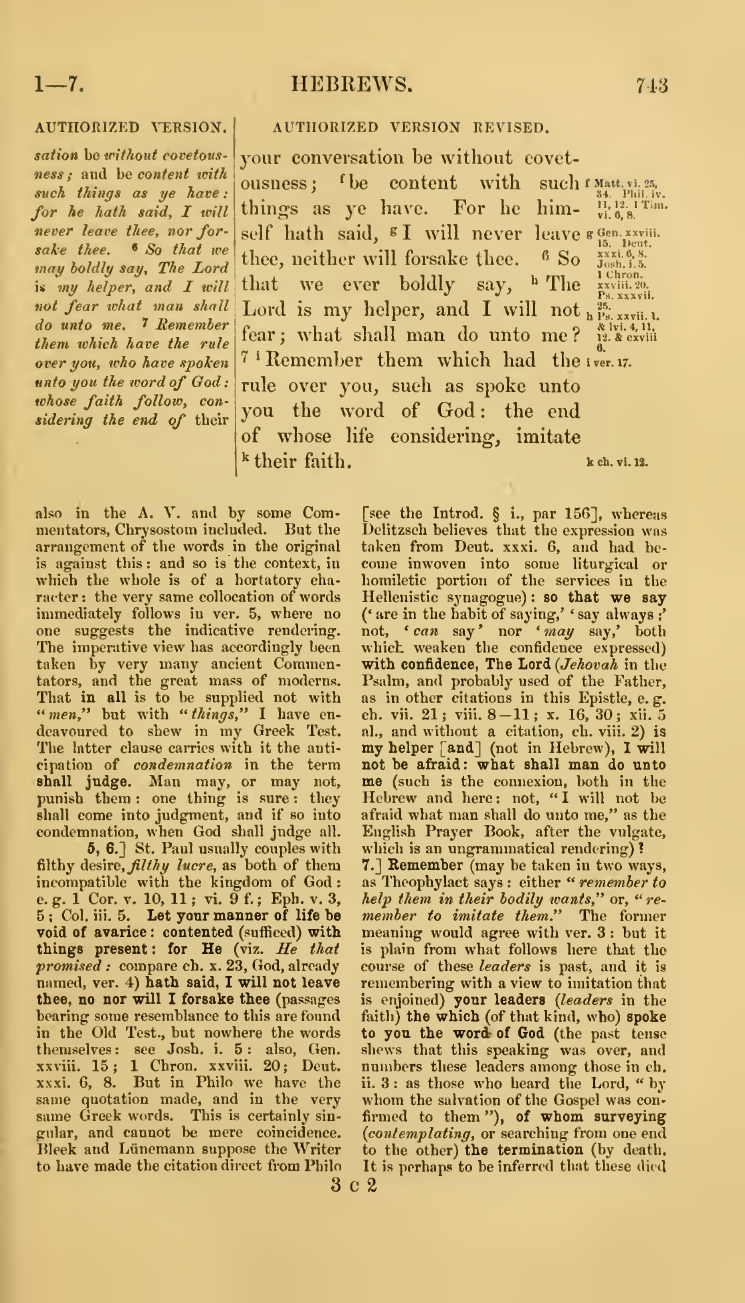 1—7.
HEBREWS.
743
AUTHORIZED VERSION.
sation be without covetous-
ness; and be content with
such things as ye have:
for he hath said, I will
never leave thee, nor for-
sake thee. 6 So that we
may boldly say, The Lord
is my helper, and I will
not fear what man shall
do unto me. 7 Remember
them which have the rule
over you, who have spoken
unto you the word of God:
whose faith follow, con-
sidering the end of their
AUTHORIZED VERSION REVISED.
your conversation be without covet-
ousness; f be content with such
things as ye have. For he him-
self hath said, g I will never leave
thee, neither will forsake thee. 6 So
that we ever boldly say, h The
Lord is my helper, and I will not
fear; what shall man do unto me?
7 i Remember them which had the
rule over you, such as spoke unto
you the word of God: the end
of whose life considering, imitate
k their faith.
f Matt. vi. 25,
34. Phil. iv.
11, 12. 1 Tim.
vi. 6, 8.
g Gen. xxviii.
15. Deut.
xxxi. 6, 8.
Josh. i. 5.
1 Chron.
xxviii. 20.
Ps. xxxvii.
25.
h Ps. xxvii. 1.
& lvi. 4, 11,
12. & cxviii
6.
i ver. 17.
k ch. vi. 12.
also in the A. V. and by some Com-
mentators, Chrysostom included. But the
arrangement of the words in the original
is against this: and so is the context, in
which the whole is of a hortatory cha-
racter: the very same collocation of words
immediately follows in ver. 5, where no
one suggests the indicative rendering.
The imperative view has accordingly been
taken by very many ancient Commen-
tators, and the great mass of moderns.
That in all is to be supplied not with
“men,” but with “things,” I have en-
deavoured to shew in my Greek Test.
The latter clause carries with it the anti-
cipation of condemnation in the term
shall judge. Man may, or may not,
punish them: one thing is sure: they
shall come into judgment, and if so into
condemnation, when God shall judge all.
5, 6.] St. Paul usually couples with
filthy desire, filthy lucre, as both of them
incompatible with the kingdom of God:
e. g. 1 Cor. v. 10, 11; vi. 9 f.; Eph. v. 3,
5; Col. iii. 5. Let your manner of life be
void of avarice: contented (sufficed) with
things present: for He (viz. He that
promised: compare ch. x. 23, God, already
named, ver. 4) hath said, I will not leave
thee, no nor will I forsake thee (passages
bearing some resemblance to this are found
in the Old Test., but nowhere the words
themselves: see Josh. i. 5: also, Gen.
xxviii. 15; 1 Chron. xxviii. 20; Deut.
xxxi. 6, 8. But in Philo we have the
same quotation made, and in the very
same Greek words. This is certainly sin-
gular, and cannot be mere coincidence.
Bleek and Lünemann suppose the Writer
to have made the citation direct from Philo
[see the Introd. § i., par 156], whereas
Delitzsch believes that the expression was
taken from Deut. xxxi. 6, and had be-
come inwoven into some liturgical or
homiletic portion of the services in the
Hellenistic synagogue): so that we say
(‘are in the habit of saying,’ ‘say always;’
not, ‘can say’ nor ‘may say,’ both
which weaken the confidence expressed)
with confidence, The Lord (Jehovah in the
Psalm, and probably used of the Father,
as in other citations in this Epistle, e. g.
ch. vii. 21; viii. 8—11; x. 16, 30; xii. 5
al., and without a citation, ch. viii. 2) is
my helper [and] (not in Hebrew), I will
not be afraid: what shall man do unto
me (such is the connexion, both in the
Hebrew and here: not, “I will not be
afraid what man shall do unto me,” as the
English Prayer Book, after the vulgate,
which is an ungrammatical rendering)?
7.] Remember (may be taken in two ways,
as Theophylact says: either “remember to
help them in their bodily wants,” or, “re-
member to imitate them.” The former
meaning would agree with ver. 3: but it
is plain from what follows here that the
course of these leaders is past, and it is
remembering with a view to imitation that
is enjoined) your leaders (leaders in the
faith) the which (of that kind, who) spoke
to you the word of God (the past tense
shews that this speaking was over, and
numbers these leaders among those in ch.
ii. 3: as those who heard the Lord, “by
whom the salvation of the Gospel was con-
firmed to them”), of whom surveying
(contemplating, or searching from one end
to the other) the termination (by death.
It is perhaps to be inferred that these died
3 C 2